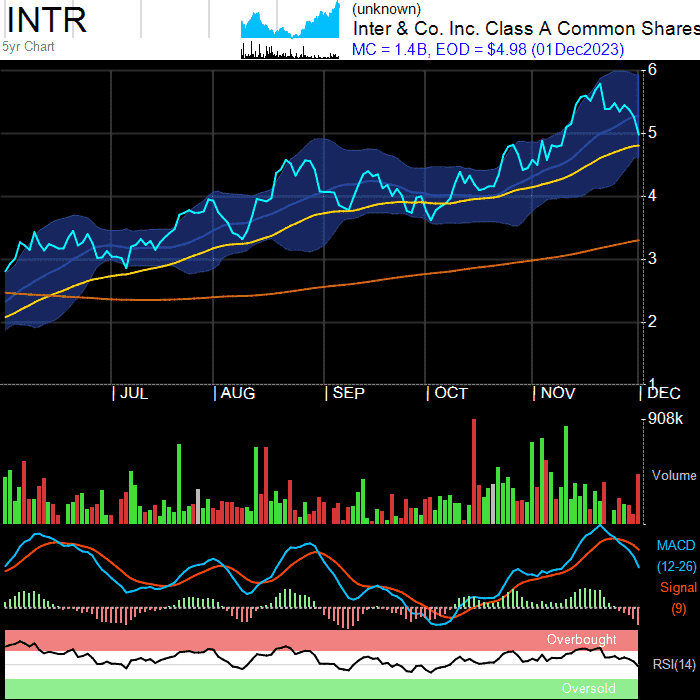 INTR
5yr Chart
(unknown)
Inter & Co. Inc. Class A Common Shares
MC = 1.4B, EOD = $4.98 (01Dec2023)
6
5
4
3
2
1
JUL
AUG
SEP
OCT
NOV
DEC
908k
Volume
MACD
(12-26)
Signal
(9)
Overbought
RSI(14)
Oversold